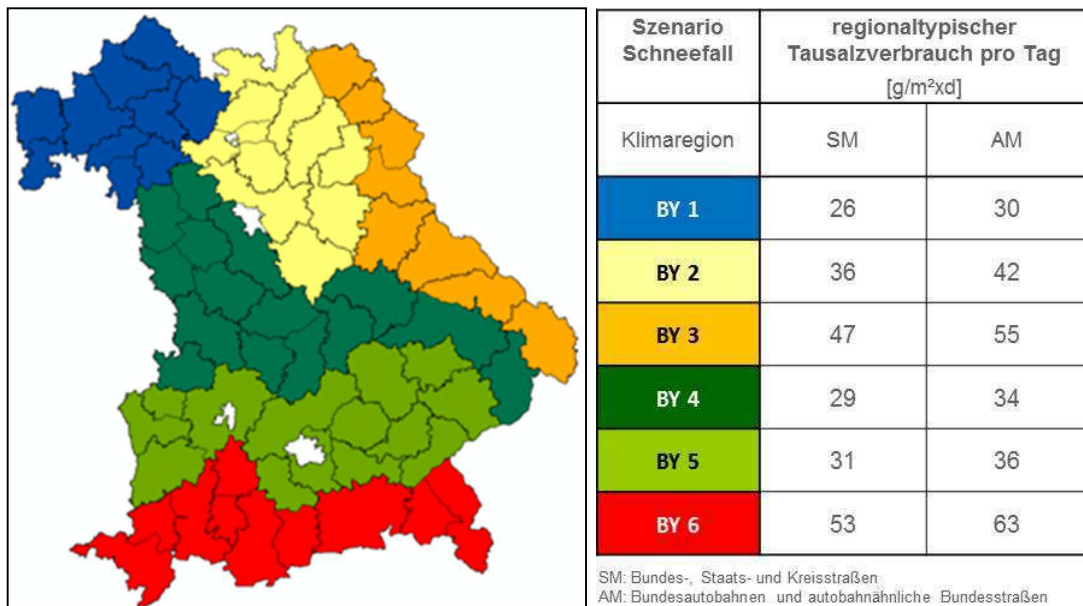 Szenario regionaltypischer
Schneefall Tausalzverbrauch pro Tag
[g/m²xd]
Klimaregion SM AM
BY 1 26 30
BY 2 36 42
BY 3 47 55
BY 4 29 34
BY 5 31 36
BY 6 53 63
SM: Bundes-, Staats- und Kreisstraßen
AM: Bundesautobahnen und autobahnähnliche Bundesstraßen